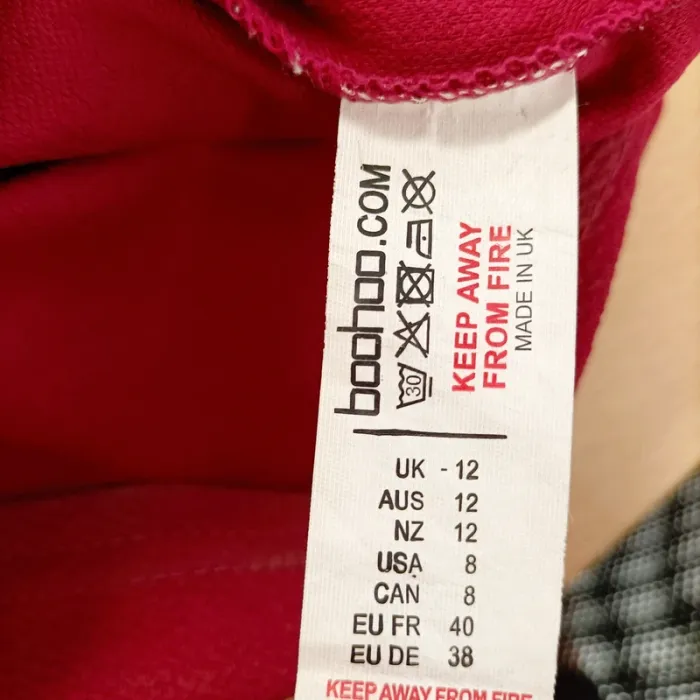 boohoo.COM
30
KEEP AWAY
FROM FIRE
MADE IN UK
UK - 12
AUS 12
NZ 12
USA 8
CAN 8
EU FR 40
EU DE 38
KEEP AWAY FROM FIRE